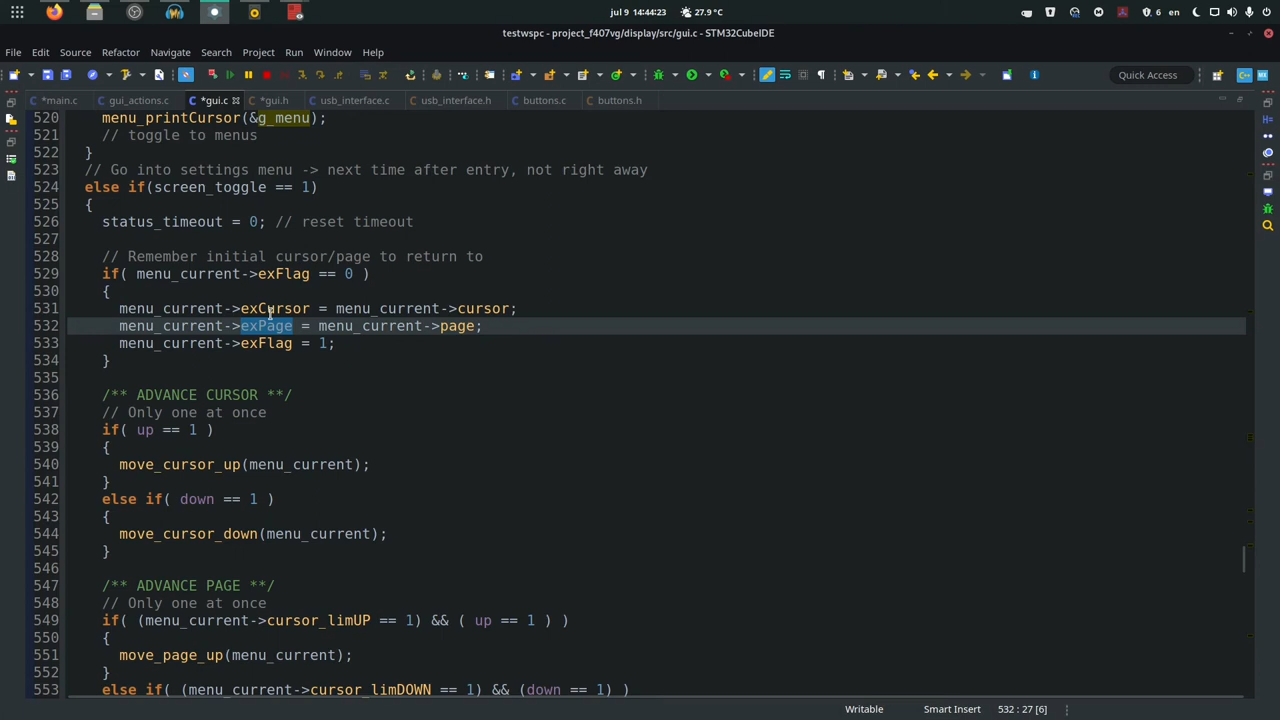 jul 9 14:44:23 27.9 °C 6 en
testwspc - project_f407vg/display/src/gui.c - STM32CubeIDE
File Edit Source Refactor Navigate Search Project Run Window Help
Quick Access
*main.c gui_actions.c *gui.c *gui.h usb_interface.c usb_interface.h buttons.c buttons.h
520 menu_printCursor(&g_menu);
521 // toggle to menus
522 }
523 // Go into settings menu -> next time after entry, not right away
524 else if(screen_toggle == 1)
525 {
526 status_timeout = 0; // reset timeout
527
528 // Remember initial cursor/page to return to
529 if( menu_current->exFlag == 0 )
530 {
531 menu_current->exCursor = menu_current->cursor;
532 menu_current->exPage = menu_current->page;
533 menu_current->exFlag = 1;
534 }
535
536 /** ADVANCE CURSOR **/
537 // Only one at once
538 if( up == 1 )
539 {
540 move_cursor_up(menu_current);
541 }
542 else if( down == 1 )
543 {
544 move_cursor_down(menu_current);
545 }
546
547 /** ADVANCE PAGE **/
548 // Only one at once
549 if( (menu_current->cursor_limUP == 1) && ( up == 1 ) )
550 {
551 move_page_up(menu_current);
552 }
553 else if( (menu_current->cursor_limDOWN == 1) && (down == 1) )
Writable Smart Insert 532 : 27 [6]